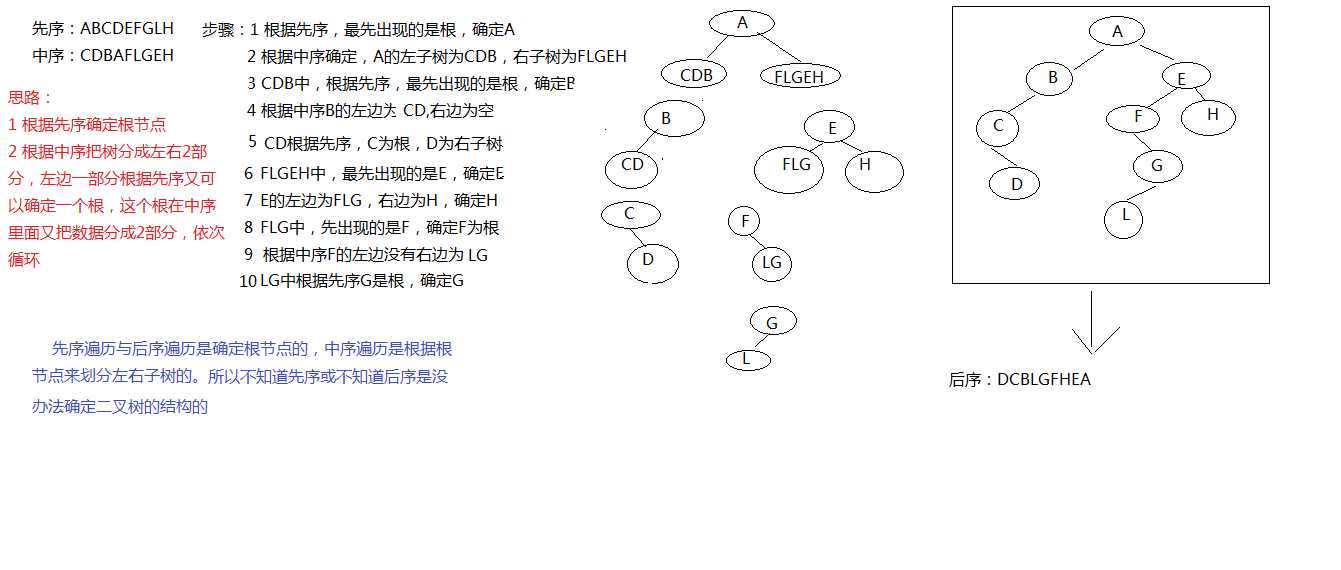 先序：ABCDEFGLH
中序：CDBAFLGEH
思路：
1 根据先序确定根节点
2 根据中序把树分成左右2部
分，左边一部分根据先序又可
以确定一个根，这个根在中序
里面又把数据分成2部分，依次
循环
步骤：1 根据先序，最先出现的是根，确定A
2 根据中序确定，A的左子树为CDB，右子树为FLGEH
3 CDB中，根据先序，最先出现的是根，确定B
4 根据中序B的左边为 CD,右边为空
5 CD根据先序，C为根，D为右子树
6 FLGEH中，最先出现的是E，确定E
7 E的左边为FLG，右边为H，确定H
8 FLG中，先出现的是F，确定F为根
9 根据中序F的左边没有右边为 LG
10 LG中根据先序G是根，确定G
先序遍历与后序遍历是确定根节点的，中序遍历是根据根
节点来划分左右子树的。所以不知道先序或不知道后序是没
办法确定二叉树的结构的
A
CDB
FLGEH
B
CD
E
FLG
H
C
D
F
LG
G
L
A
B
E
C
F
H
D
G
L
后序：DCBLGFHEA